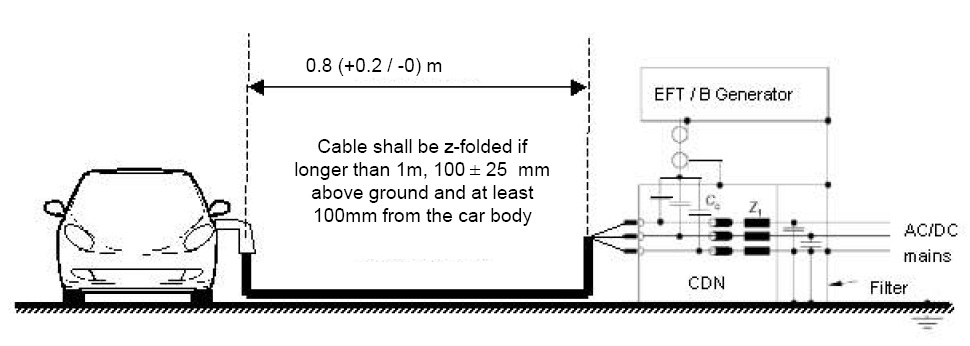 0.8 (+0.2 / -0) m
Cable shall be z-folded if
longer than 1m, 100 ± 25 mm
above ground and at least
100mm from the car body
EFT / B Generator
Cc
Z1
AC/DC
mains
CDN
Filter